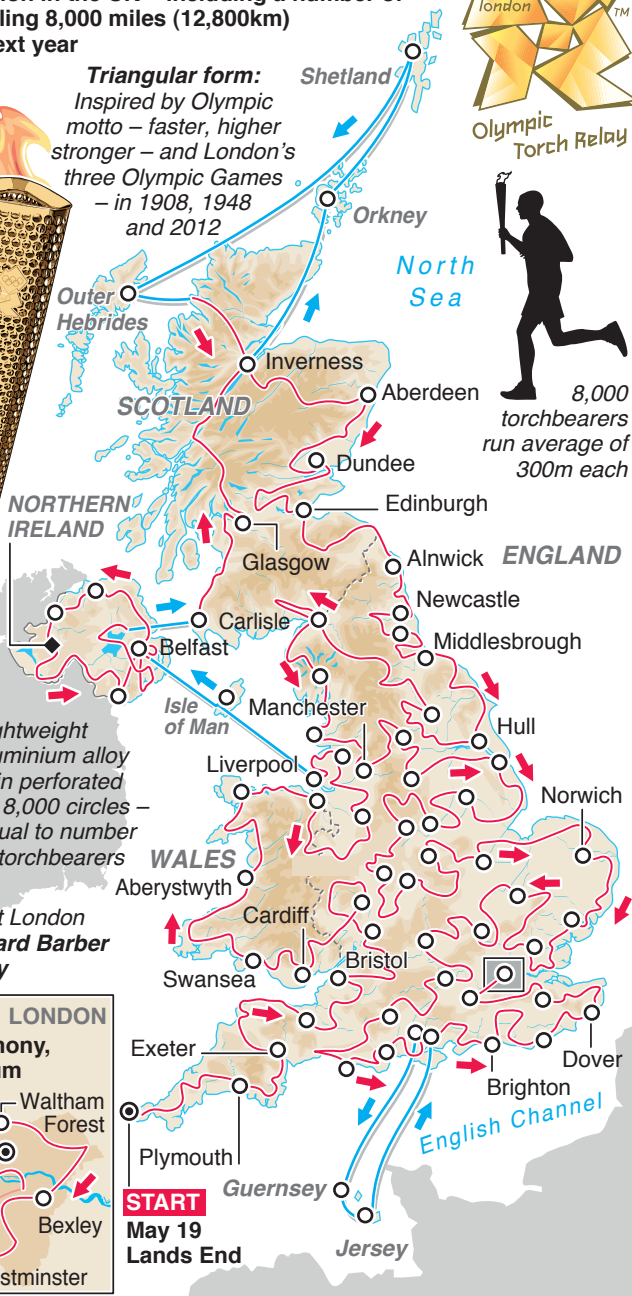 ling 8,000 miles (12,800km)
ext year
london
TM
Olympic
Torch Relay
Triangular form:
Inspired by Olympic
motto – faster, higher
stronger – and London's
three Olympic Games
– in 1908, 1948
and 2012
Shetland
Orkney
North
Sea
Outer
Hebrides
Inverness
SCOTLAND
Aberdeen
8,000
torchbearers
run average of
300m each
Dundee
NORTHERN
IRELAND
Edinburgh
Glasgow
Alnwick
ENGLAND
Newcastle
Carlisle
Belfast
Middlesbrough
Isle
of Man
Manchester
Hull
ghtweight
uminium alloy
in perforated
8,000 circles –
ual to number
torchbearers
Liverpool
Norwich
WALES
Aberystwyth
Cardiff
t London
ard Barber
y
Bristol
Swansea
LONDON
mony,
um
Waltham
Forest
Bexley
stminster
Exeter
Dover
Brighton
English Channel
Plymouth
START
May 19
Lands End
Guernsey
Jersey